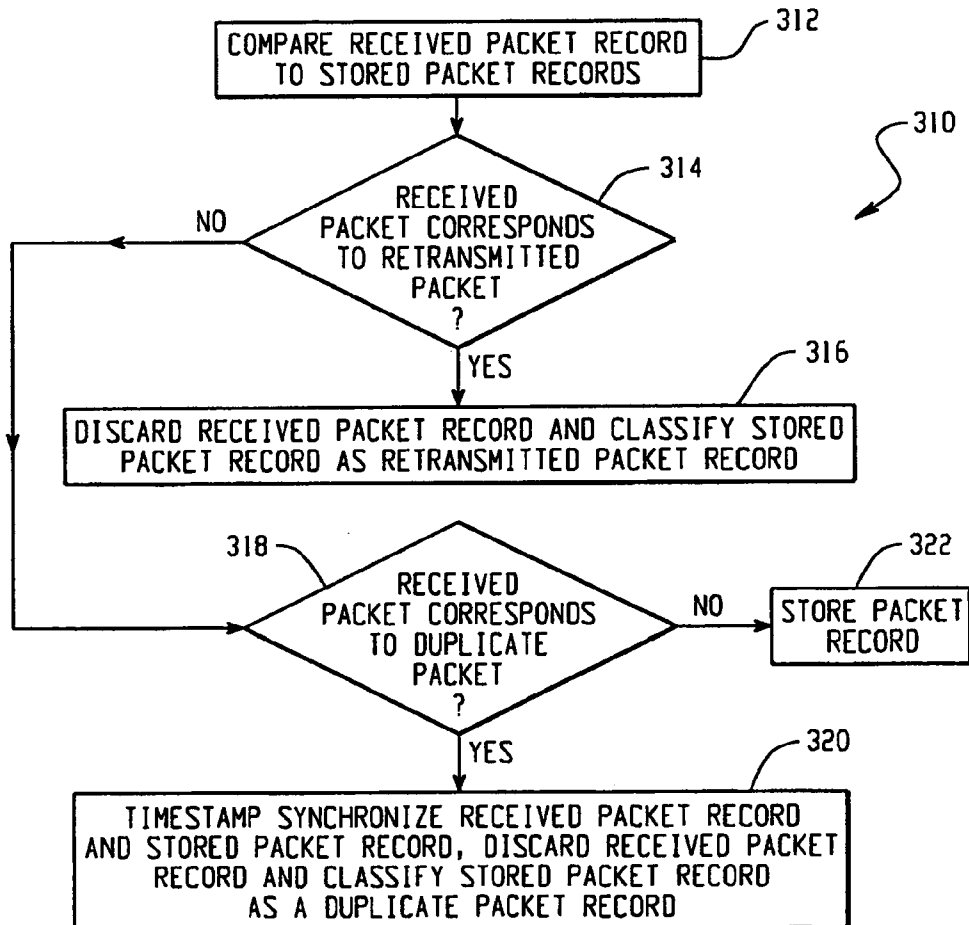 312
COMPARE RECEIVED PACKET RECORD
TO STORED PACKET RECORDS
310
314
RECEIVED
PACKET CORRESPONDS
TO RETRANSMITTED
PACKET
?
NO
YES
316
DISCARD RECEIVED PACKET RECORD AND CLASSIFY STORED
PACKET RECORD AS RETRANSMITTED PACKET RECORD
318
RECEIVED
PACKET CORRESPONDS
TO DUPLICATE
PACKET
?
NO
322
STORE PACKET
RECORD
YES
320
TIMESTAMP SYNCHRONIZE RECEIVED PACKET RECORD
AND STORED PACKET RECORD, DISCARD RECEIVED PACKET
RECORD AND CLASSIFY STORED PACKET RECORD
AS A DUPLICATE PACKET RECORD